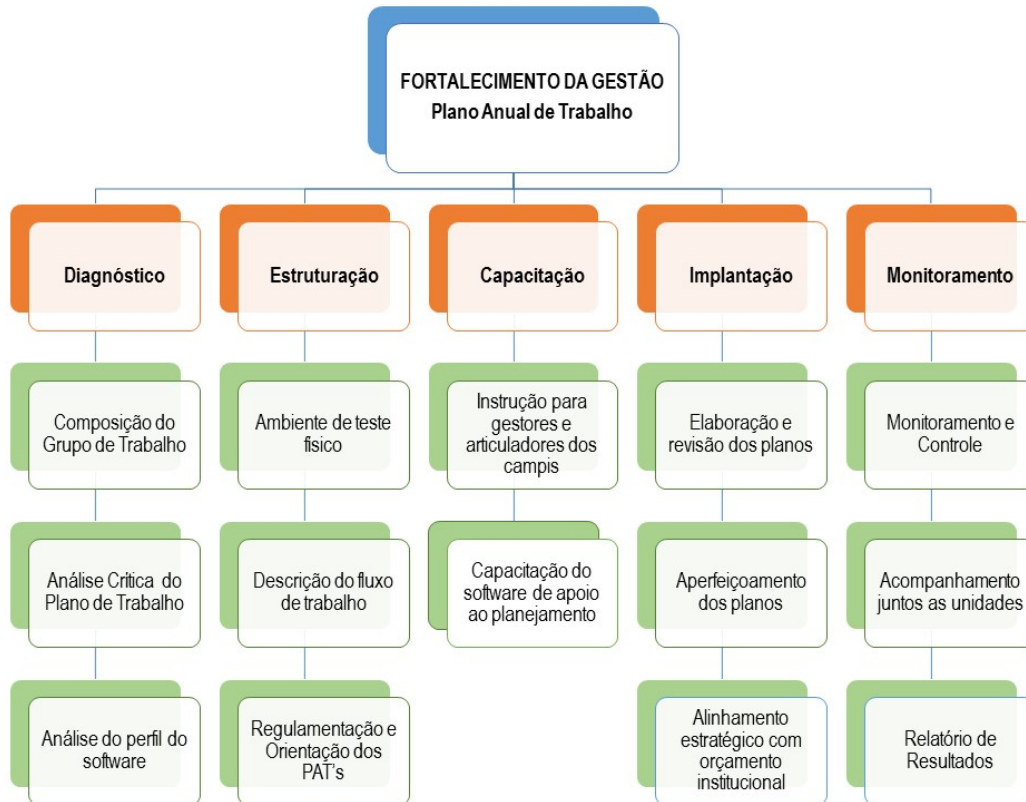 FORTALECIMENTO DA GESTÃO
Plano Anual de Trabalho
Diagnóstico
Estruturação
Capacitação
Implantação
Monitoramento
Composição do
Grupo de Trabalho
Ambiente de teste
físico
Instrução para
gestores e
articuladores dos
campis
Elaboração e
revisão dos planos
Monitoramento e
Controle
Análise Crítica do
Plano de Trabalho
Descrição do fluxo
de trabalho
Capacitação do
software de apoio
ao planejamento
Aperfeiçoamento
dos planos
Acompanhamento
juntos as unidades
Análise do perfil do
software
Regulamentação e
Orientação dos
PAT's
Alinhamento
estratégico com
orçamento
institucional
Relatório de
Resultados